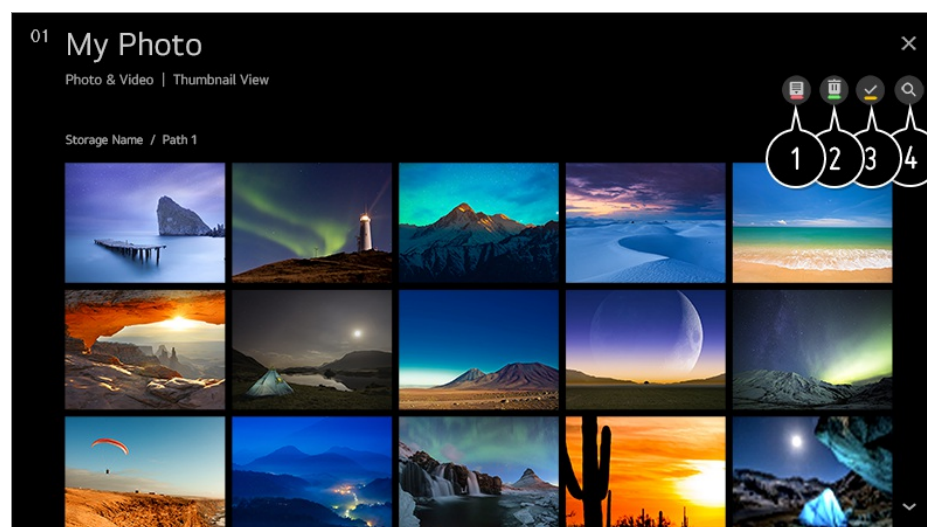 01
My Photo
Photo & Video | Thumbnail View
Storage Name / Path 1
1 2 3 4